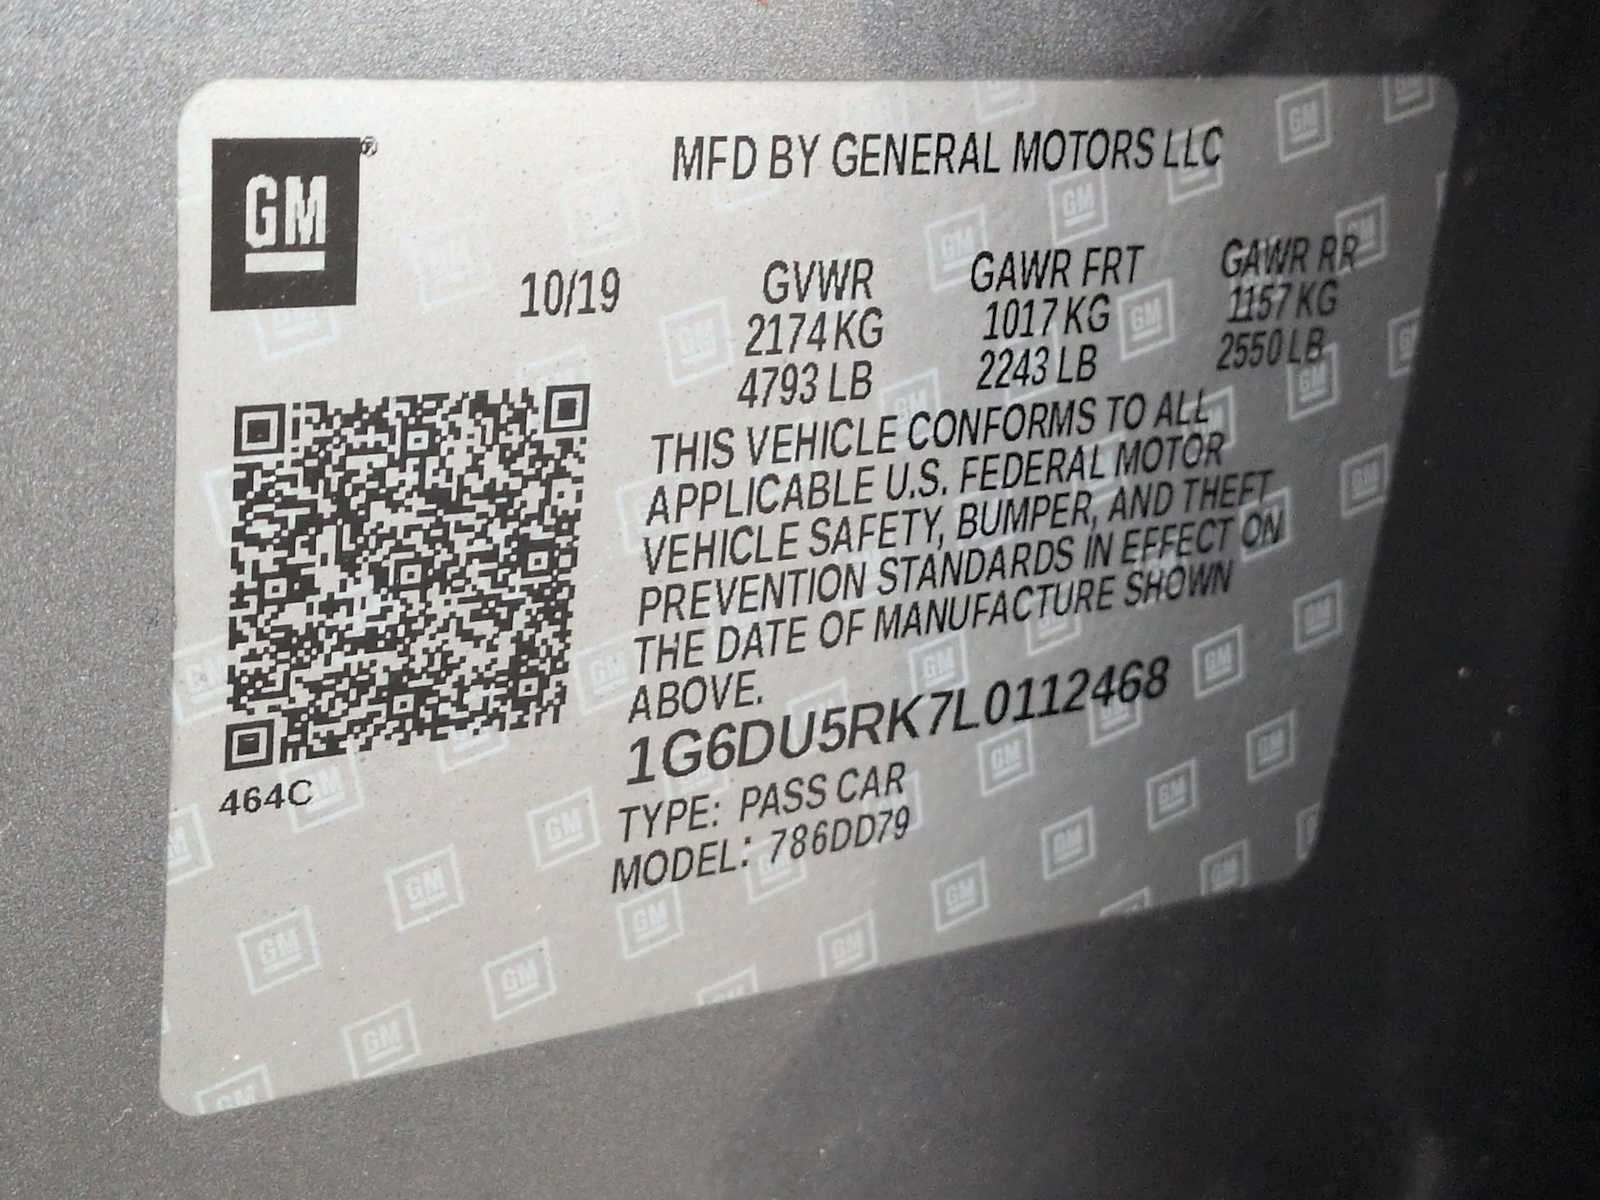 GM®
MFD BY GENERAL MOTORS LLC
10/19
GVWR GAWR FRT GAWR RR
2174 KG 1017 KG 1157 KG
4793 LB 2243 LB 2550 LB
THIS VEHICLE CONFORMS TO ALL
APPLICABLE U.S. FEDERAL MOTOR
VEHICLE SAFETY, BUMPER, AND THEFT
PREVENTION STANDARDS IN EFFECT ON
THE DATE OF MANUFACTURE SHOWN
ABOVE.
1G6DU5RK7L0112468
TYPE: PASS CAR
MODEL: 786DD79
464C